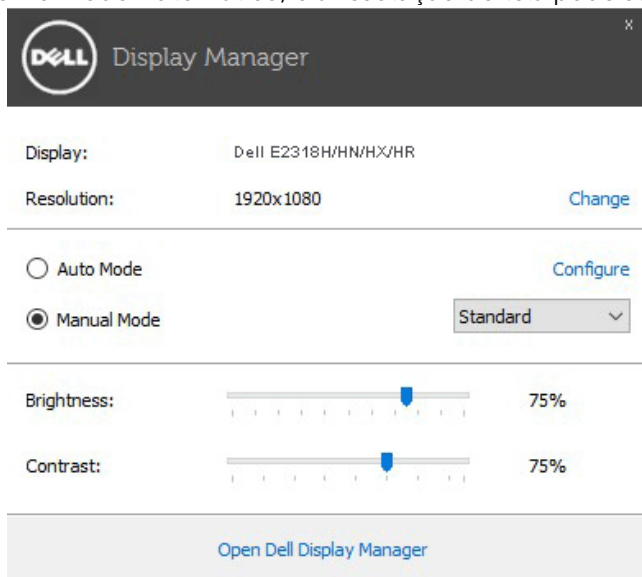 x
DELL
Display Manager
Display: Dell E2318H/HN/HX/HR
Resolution: 1920x1080 Change
Auto Mode Configure
Manual Mode Standard
Brightness: 75%
Contrast: 75%
Open Dell Display Manager